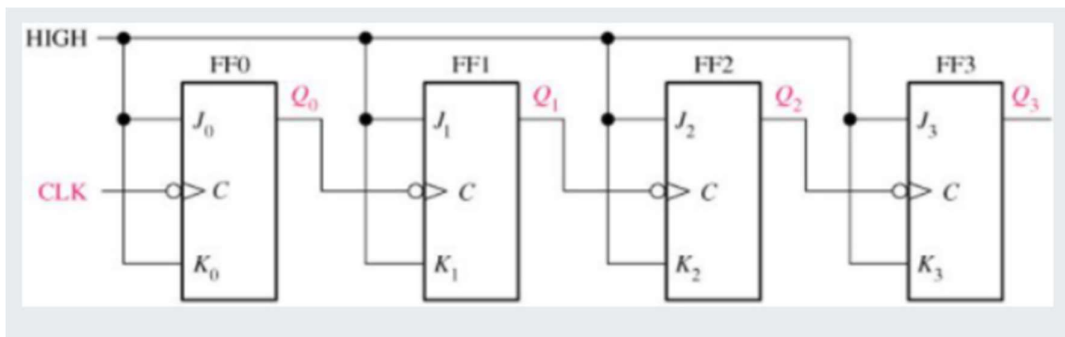 HIGH
FF0 FF1 FF2 FF3
Q₀ Q₁ Q₂ Q₃
J₀ J₁ J₂ J₃
CLK C C C C
K₀ K₁ K₂ K₃